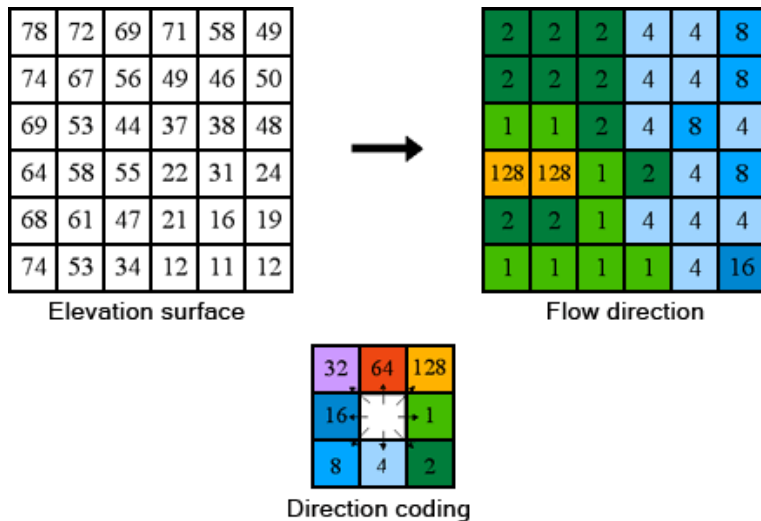 78 72 69 71 58 49 2 2 2 4 4 8
74 67 56 49 46 50 2 2 2 4 4 8
69 53 44 37 38 48 1 1 2 4 8 4
64 58 55 22 31 24 128 128 1 2 4 8
68 61 47 21 16 19 2 2 1 4 4 4
74 53 34 12 11 12 1 1 1 1 4 16
Elevation surface Flow direction
32 64 128
16 1
8 4 2
Direction coding